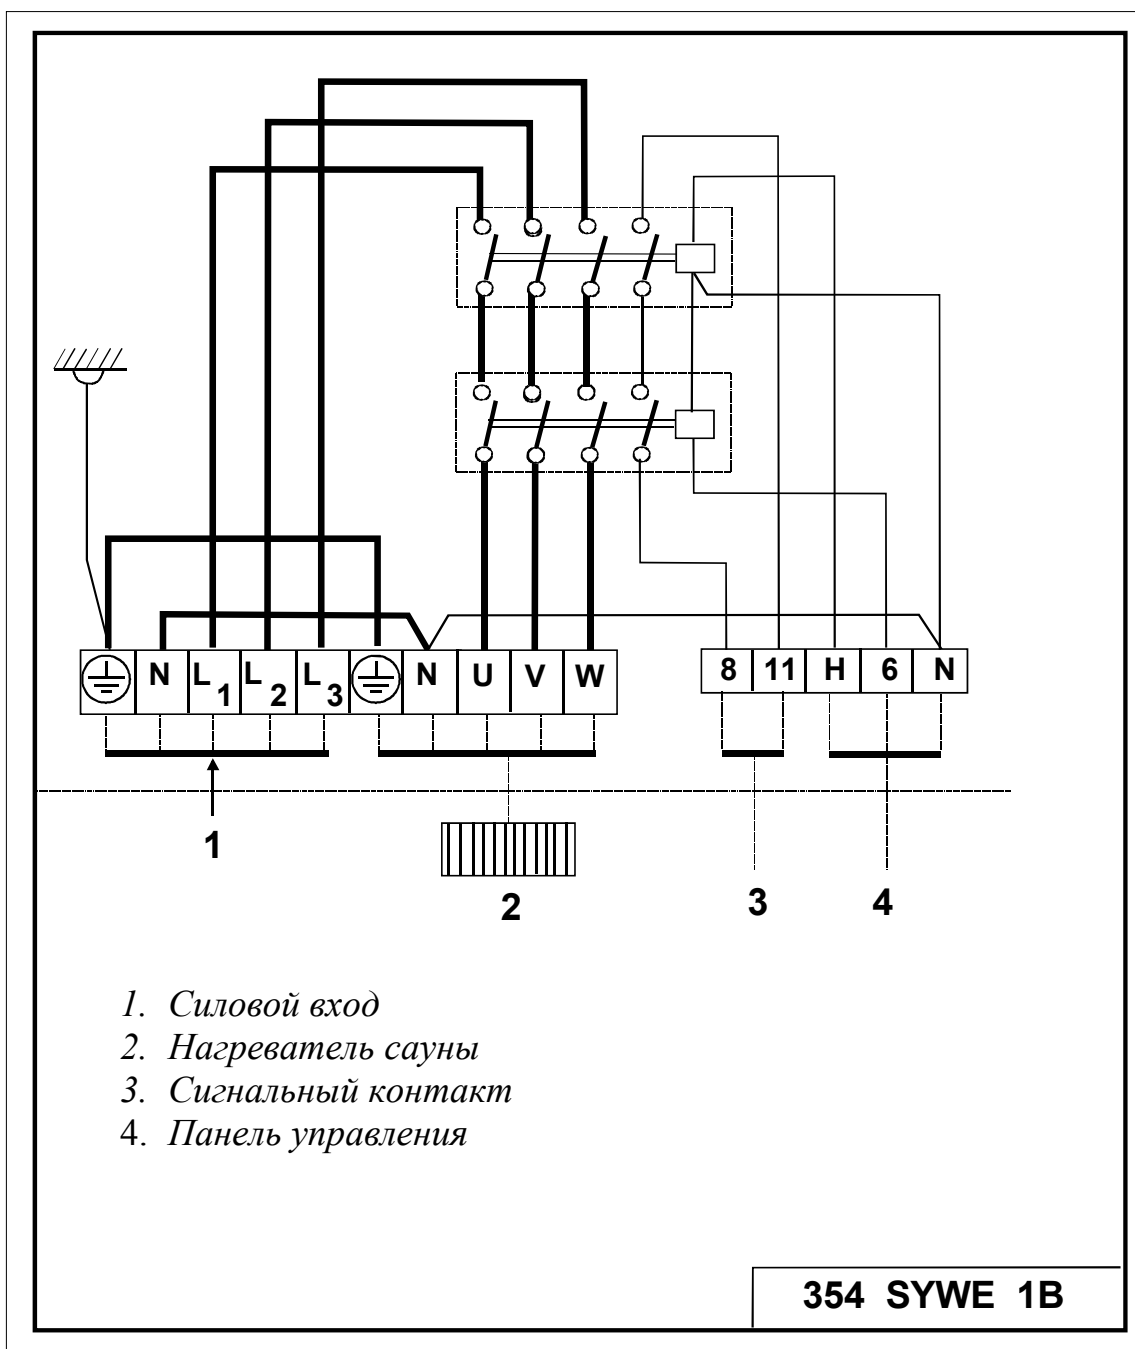 N L1 L2 L3 N U V W 8 11 H 6 N
1 2 3 4
1. Силовой вход
2. Нагреватель сауны
3. Сигнальный контакт
4. Панель управления
354 SYWE 1B